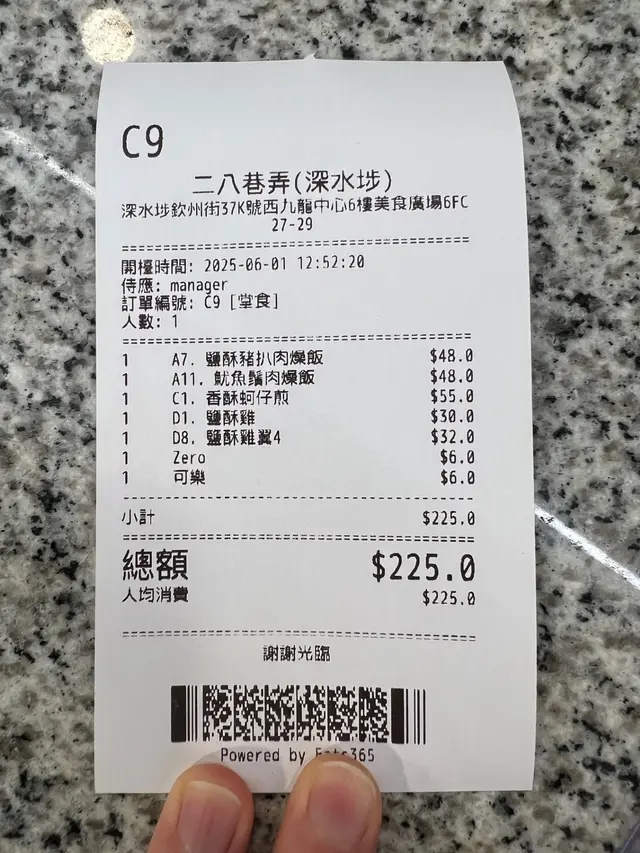 C9
二八巷弄(深水埗)
深水埗欽州街37K號西九龍中心6樓美食廣場6FC
27-29
開檯時間: 2025-06-01 12:52:20
侍應: manager
訂單編號: C9 [堂食]
人數: 1
1 A7. 鹽酥豬扒肉燥飯 $48.0
1 A11. 魷魚鬚肉燥飯 $48.0
1 C1. 香酥蚵仔煎 $55.0
1 D1. 鹽酥雞 $30.0
1 D8. 鹽酥雞翼4 $32.0
1 Zero $6.0
1 可樂 $6.0
小計 $225.0
總額 $225.0
人均消費 $225.0
謝謝光臨
Powered by Eats365